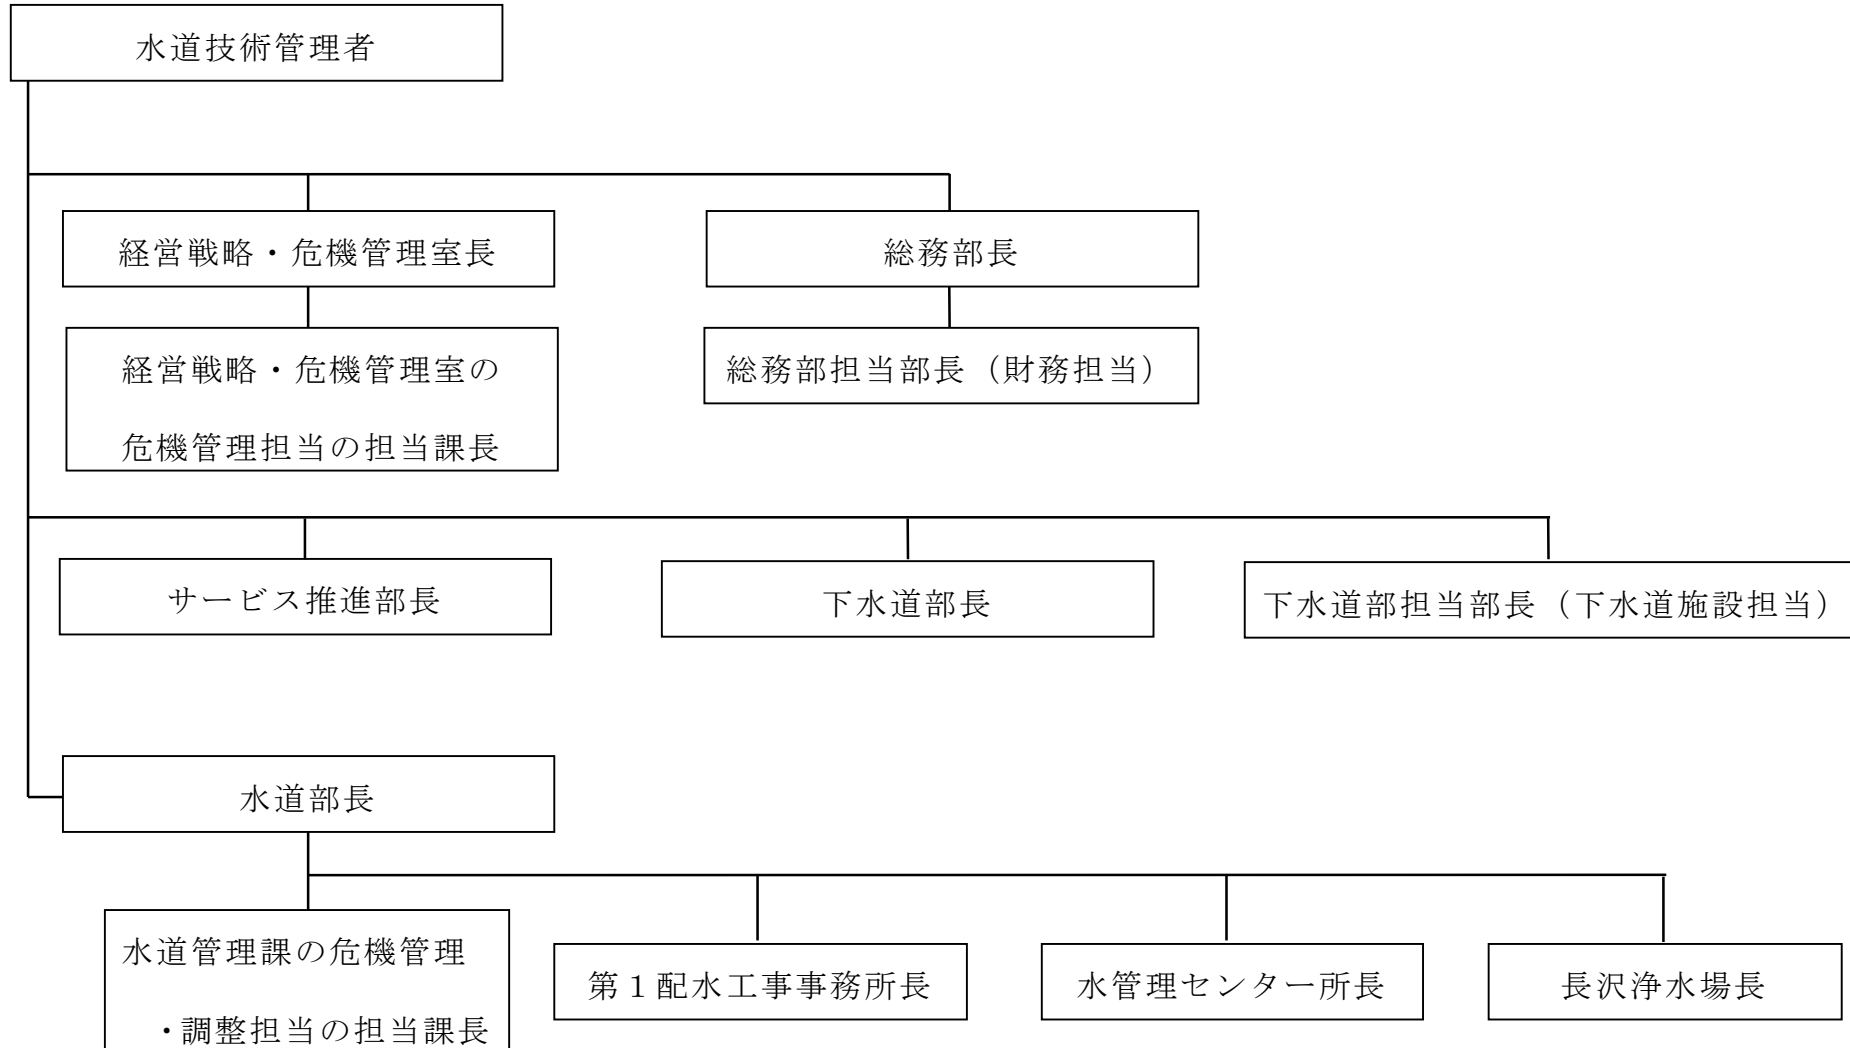 水道技術管理者
経営戦略・危機管理室長
総務部長
経営戦略・危機管理室の
危機管理担当の担当課長
総務部担当部長（財務担当）
サービス推進部長
下水道部長
下水道部担当部長（下水道施設担当）
水道部長
水道管理課の危機管理
・調整担当の担当課長
第１配水工事事務所長
水管理センター所長
長沢浄水場長